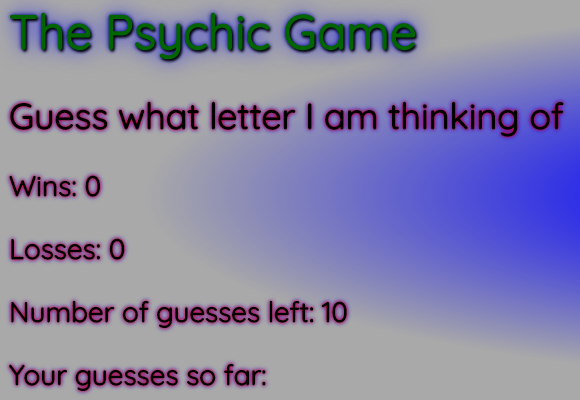 The Psychic Game
Guess what letter I am thinking of
Wins: 0
Losses: 0
Number of guesses left: 10
Your guesses so far: